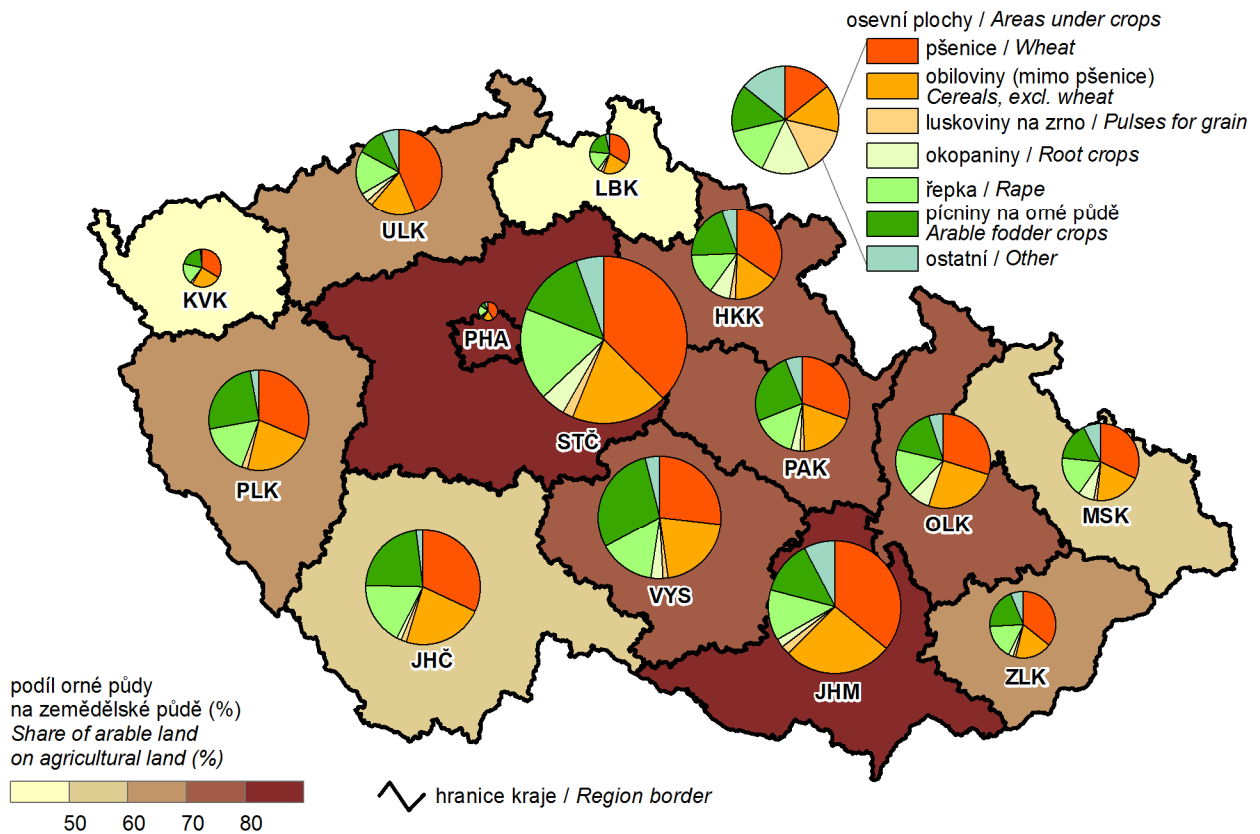 osevní plochy / Areas under crops
pšenice / Wheat
obiloviny (mimo pšenice)
Cereals, excl. wheat
luskoviny na zrno / Pulses for grain
okopaniny / Root crops
řepka / Rape
pícniny na orné půdě
Arable fodder crops
ostatní / Other
LBK
ULK
KVK
HKK
PHA
STČ
PAK
PLK
OLK
MSK
VYS
JHČ
ZLK
JHM
podíl orné půdy
na zemědělské půdě (%)
Share of arable land
on agricultural land (%)
50 60 70 80
hranice kraje / Region border